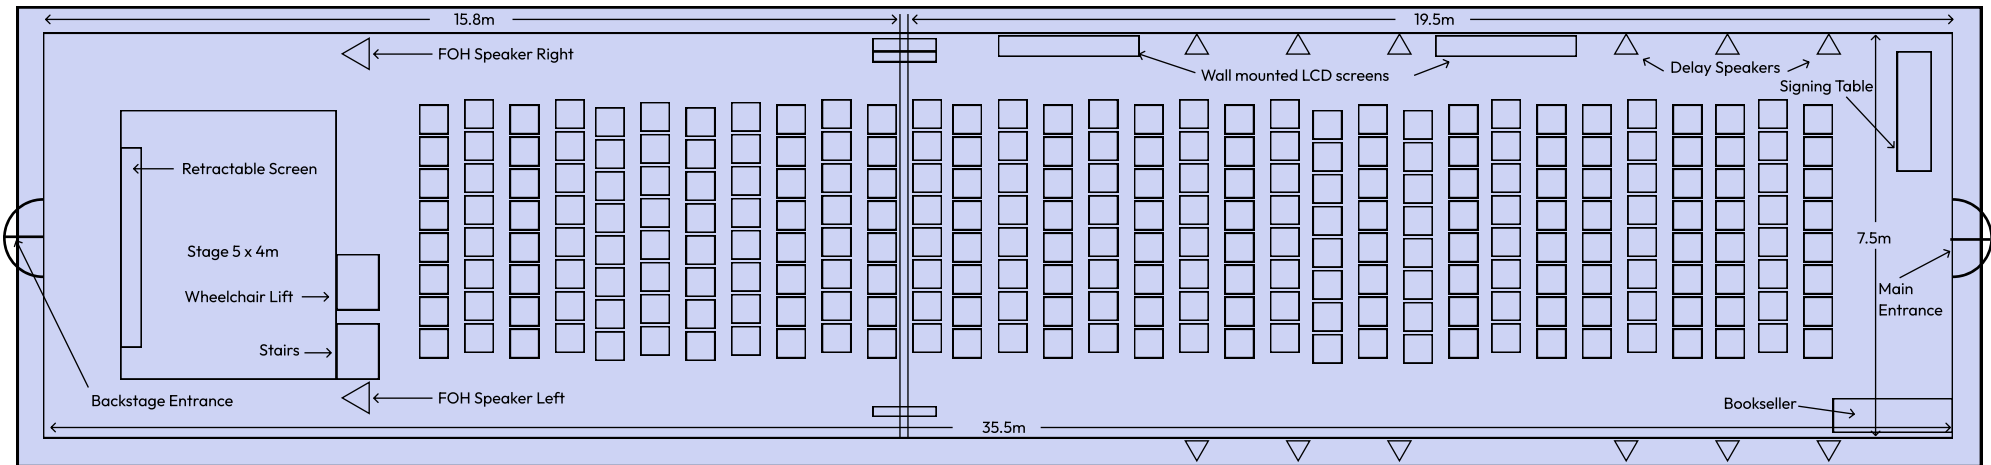 15.8m
19.5m
FOH Speaker Right
Wall mounted LCD screens
Delay Speakers
Signing Table
Retractable Screen
Stage 5 x 4m
7.5m
Wheelchair Lift
Main
Entrance
Stairs
Backstage Entrance
FOH Speaker Left
Bookseller
35.5m